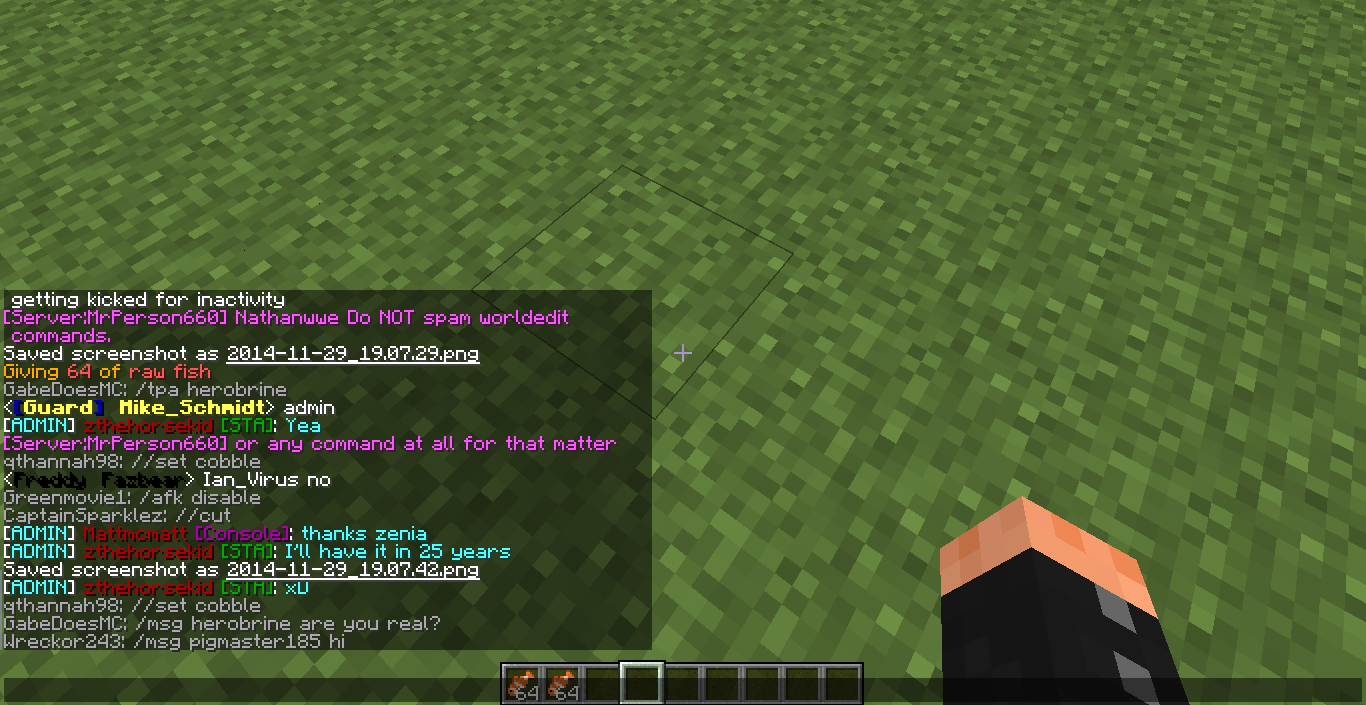 getting kicked for inactivity
[Server:MrPerson660] Nathanwwe Do NOT spam worldedit
commands.
Saved screenshot as 2014-11-29_19.07.29.png
Giving 64 of raw fish
GabeDoesMC: /tpa herobrine
<[Guard] Mike_Schmidt> admin
[ADMIN] zthehorsekid [STA]: Yea
[Server:MrPerson660] or any command at all for that matter
qthannah98: //set cobble
<Freddy Fazbear> Ian_Virus no
Greenmovie1: /afk disable
CaptainSparklez: //cut
[ADMIN] Mattmcmatt [Console]: thanks zenia
[ADMIN] zthehorsekid [STA]: I'll have it in 25 years
Saved screenshot as 2014-11-29_19.07.42.png
[ADMIN] zthehorsekid [STA]: xD
qthannah98: //set cobble
GabeDoesMC: /msg herobrine are you real?
Wreckor243: /msg pigmaster185 hi
64 64